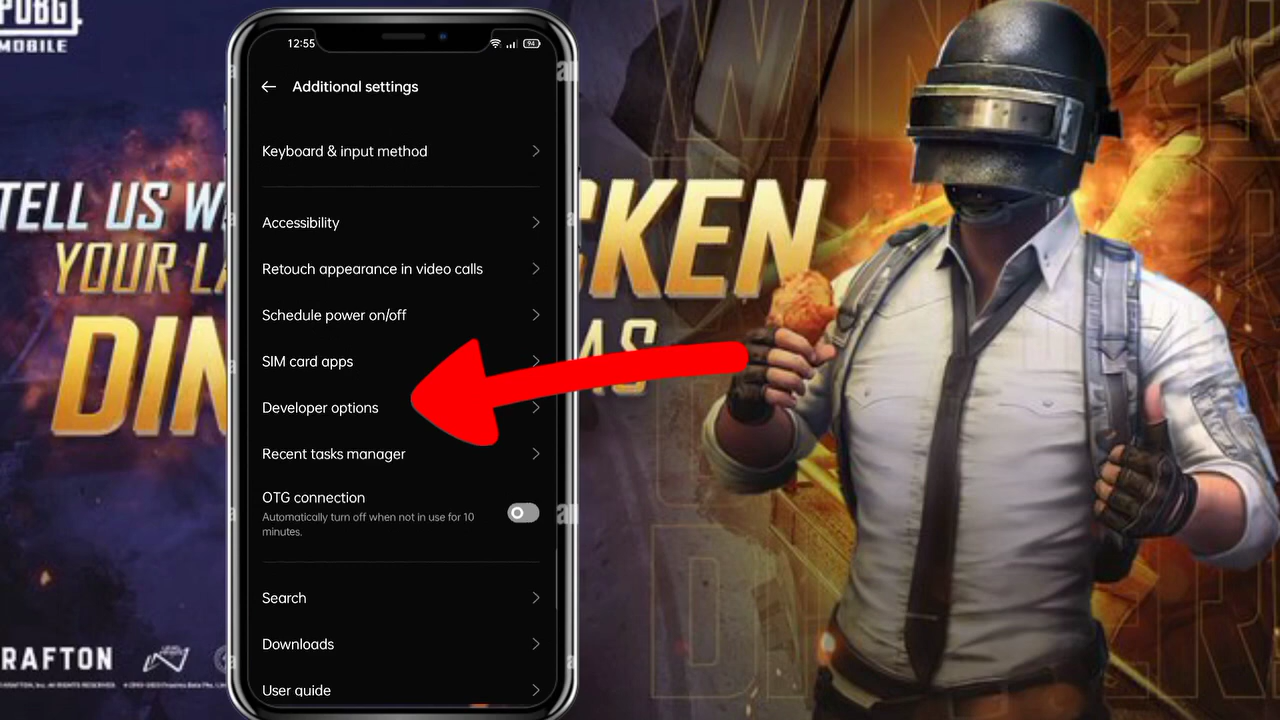 PUBG
MOBILE
TELL US W
YOUR LA
DIN
CKEN
AS
12:55
94
Additional settings
Keyboard & input method
Accessibility
Retouch appearance in video calls
Schedule power on/off
SIM card apps
Developer options
Recent tasks manager
OTG connection
Automatically turn off when not in use for 10
minutes.
Search
Downloads
User guide
RAFTON